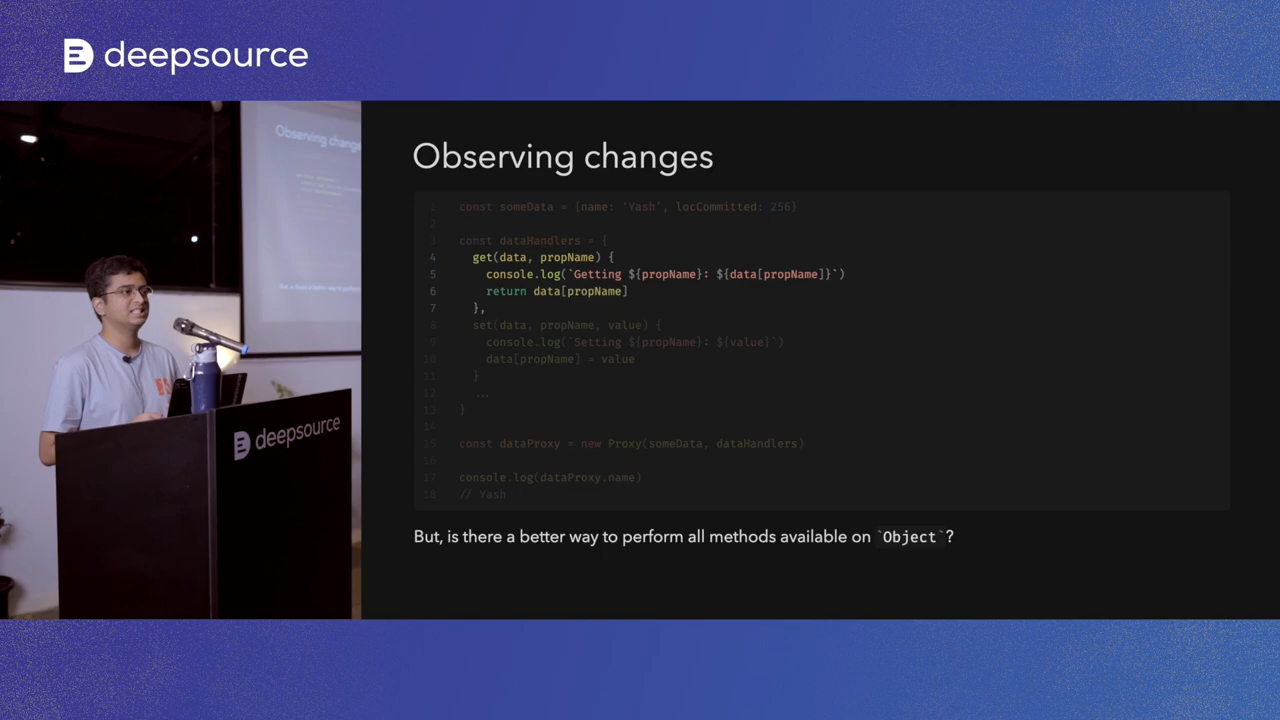 deepsource
Observing changes
1 const someData = {name: 'Yash', locCommitted: 256}
2
3 const dataHandlers = {
4 get(data, propName) {
5 console.log(`Getting ${propName}: ${data[propName]}`)
6 return data[propName]
7 },
8 set(data, propName, value) {
9 console.log(`Setting ${propName}: ${value}`)
10 data[propName] = value
11 }
12 ...
13 }
14
15 const dataProxy = new Proxy(someData, dataHandlers)
16
17 console.log(dataProxy.name)
18 // Yash
But, is there a better way to perform all methods available on `Object`?
Observing change
deepsource